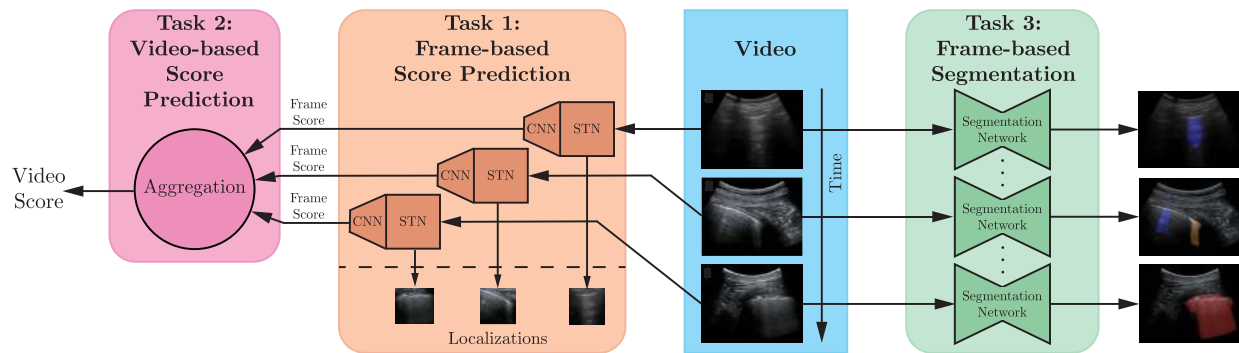 Task 2:
Video-based
Score
Prediction
Frame
Score
Frame
Score
Frame
Score
Aggregation
Video
Score
Task 1:
Frame-based
Score Prediction
CNN
STN
CNN
STN
CNN
STN
Localizations
Video
Time
Task 3:
Frame-based
Segmentation
Segmentation
Network
Segmentation
Network
Segmentation
Network